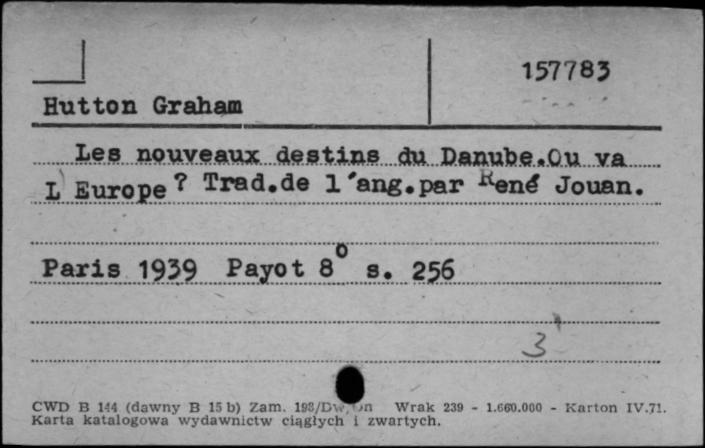 157783
Hutton Graham
Les nouveaux destins du Danube.Ou va
L'Europe? Trad.de l'ang.par René Jouan.
Paris 1939 Payot 8° s. 256
3
CWD B 144 (dawny B 15 b) Zam. Wrak 239 - 1.660.000 - Karton IV.71.
Karta katalogowa wydawnictw ciągłych i zwartych.